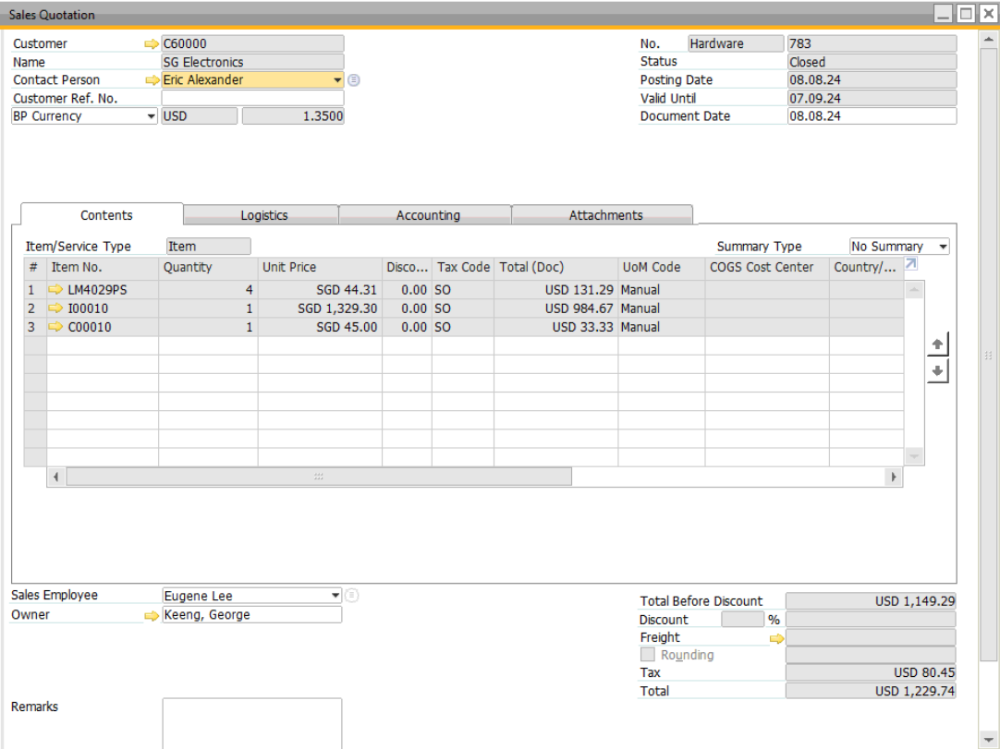 Sales Quotation
Customer C60000 No. Hardware 783
Name SG Electronics Status Closed
Contact Person Eric Alexander Posting Date 08.08.24
Customer Ref. No. Valid Until 07.09.24
BP Currency USD 1.3500 Document Date 08.08.24
Contents Logistics Accounting Attachments
Item/Service Type Item Summary Type No Summary
# Item No. Quantity Unit Price Disco... Tax Code Total (Doc) UoM Code COGS Cost Center Country/...
1 LM4029PS 4 SGD 44.31 0.00 SO USD 131.29 Manual
2 I00010 1 SGD 1,329.30 0.00 SO USD 984.67 Manual
3 C00010 1 SGD 45.00 0.00 SO USD 33.33 Manual
Sales Employee Eugene Lee Total Before Discount USD 1,149.29
Owner Keeng, George Discount %
Freight
Rounding
Tax USD 80.45
Total USD 1,229.74
Remarks